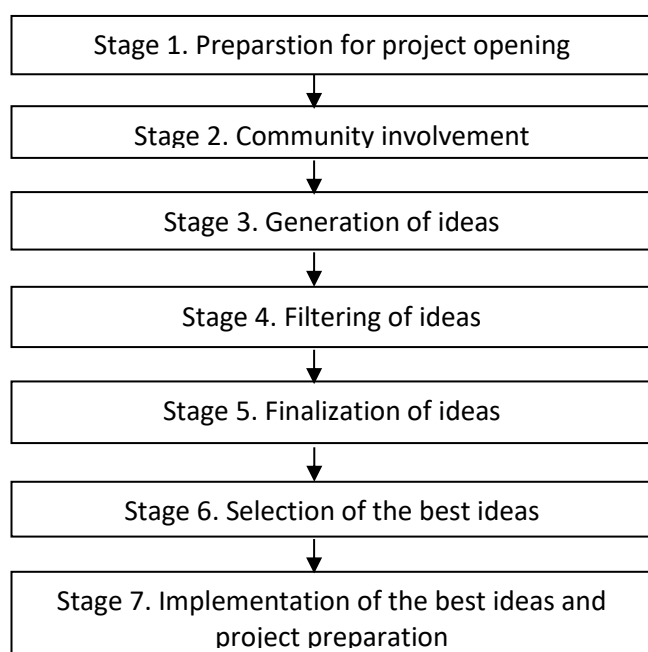 Stage 1. Preparstion for project opening
Stage 2. Community involvement
Stage 3. Generation of ideas
Stage 4. Filtering of ideas
Stage 5. Finalization of ideas
Stage 6. Selection of the best ideas
Stage 7. Implementation of the best ideas and
project preparation